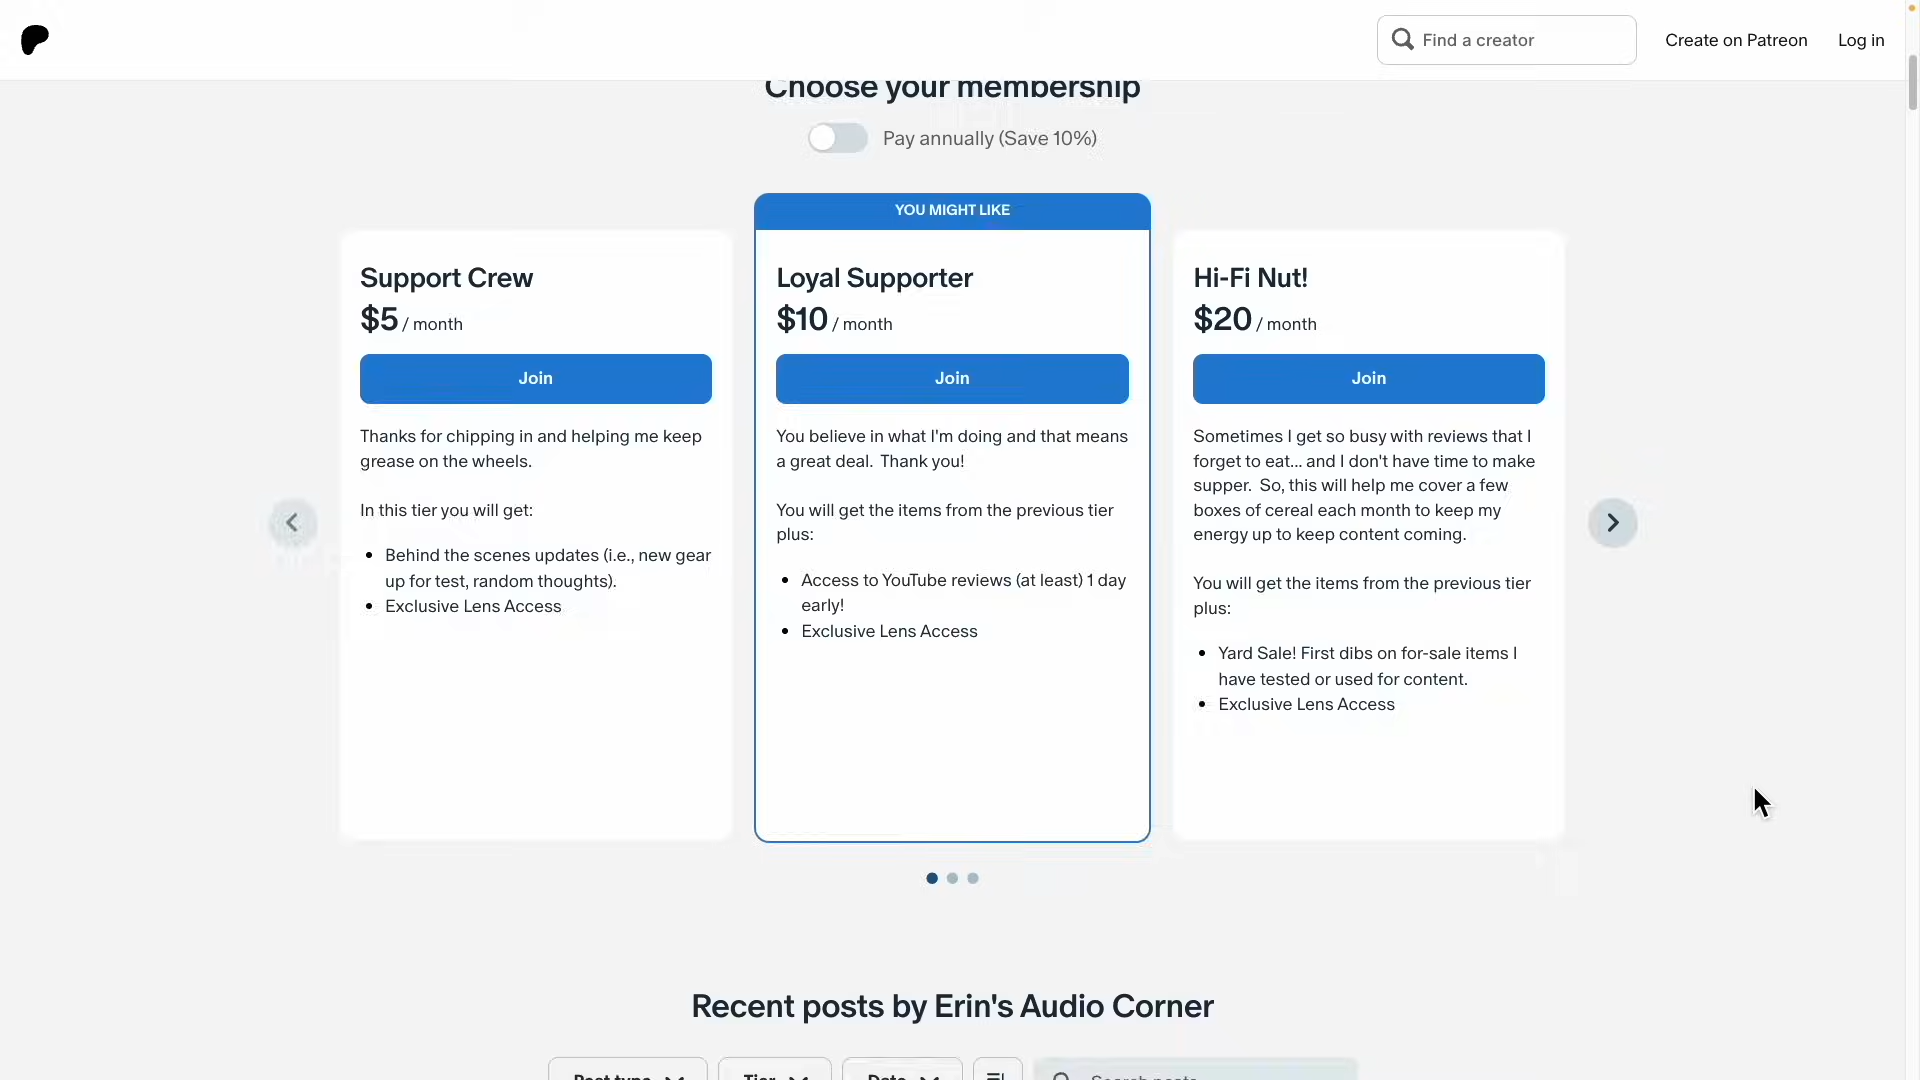 Find a creator
Create on Patreon
Log in
Choose your membership
Pay annually (Save 10%)
YOU MIGHT LIKE
Support Crew
$5 / month
Join
Thanks for chipping in and helping me keep
grease on the wheels.
In this tier you will get:
• Behind the scenes updates (i.e., new gear
up for test, random thoughts).
• Exclusive Lens Access
Loyal Supporter
$10 / month
Join
You believe in what I'm doing and that means
a great deal.  Thank you!
You will get the items from the previous tier
plus:
• Access to YouTube reviews (at least) 1 day
early!
• Exclusive Lens Access
Hi-Fi Nut!
$20 / month
Join
Sometimes I get so busy with reviews that I
forget to eat... and I don't have time to make
supper.  So, this will help me cover a few
boxes of cereal each month to keep my
energy up to keep content coming.
You will get the items from the previous tier
plus:
• Yard Sale! First dibs on for-sale items I
have tested or used for content.
• Exclusive Lens Access
Recent posts by Erin's Audio Corner
Post type
Tier
Date
Search posts